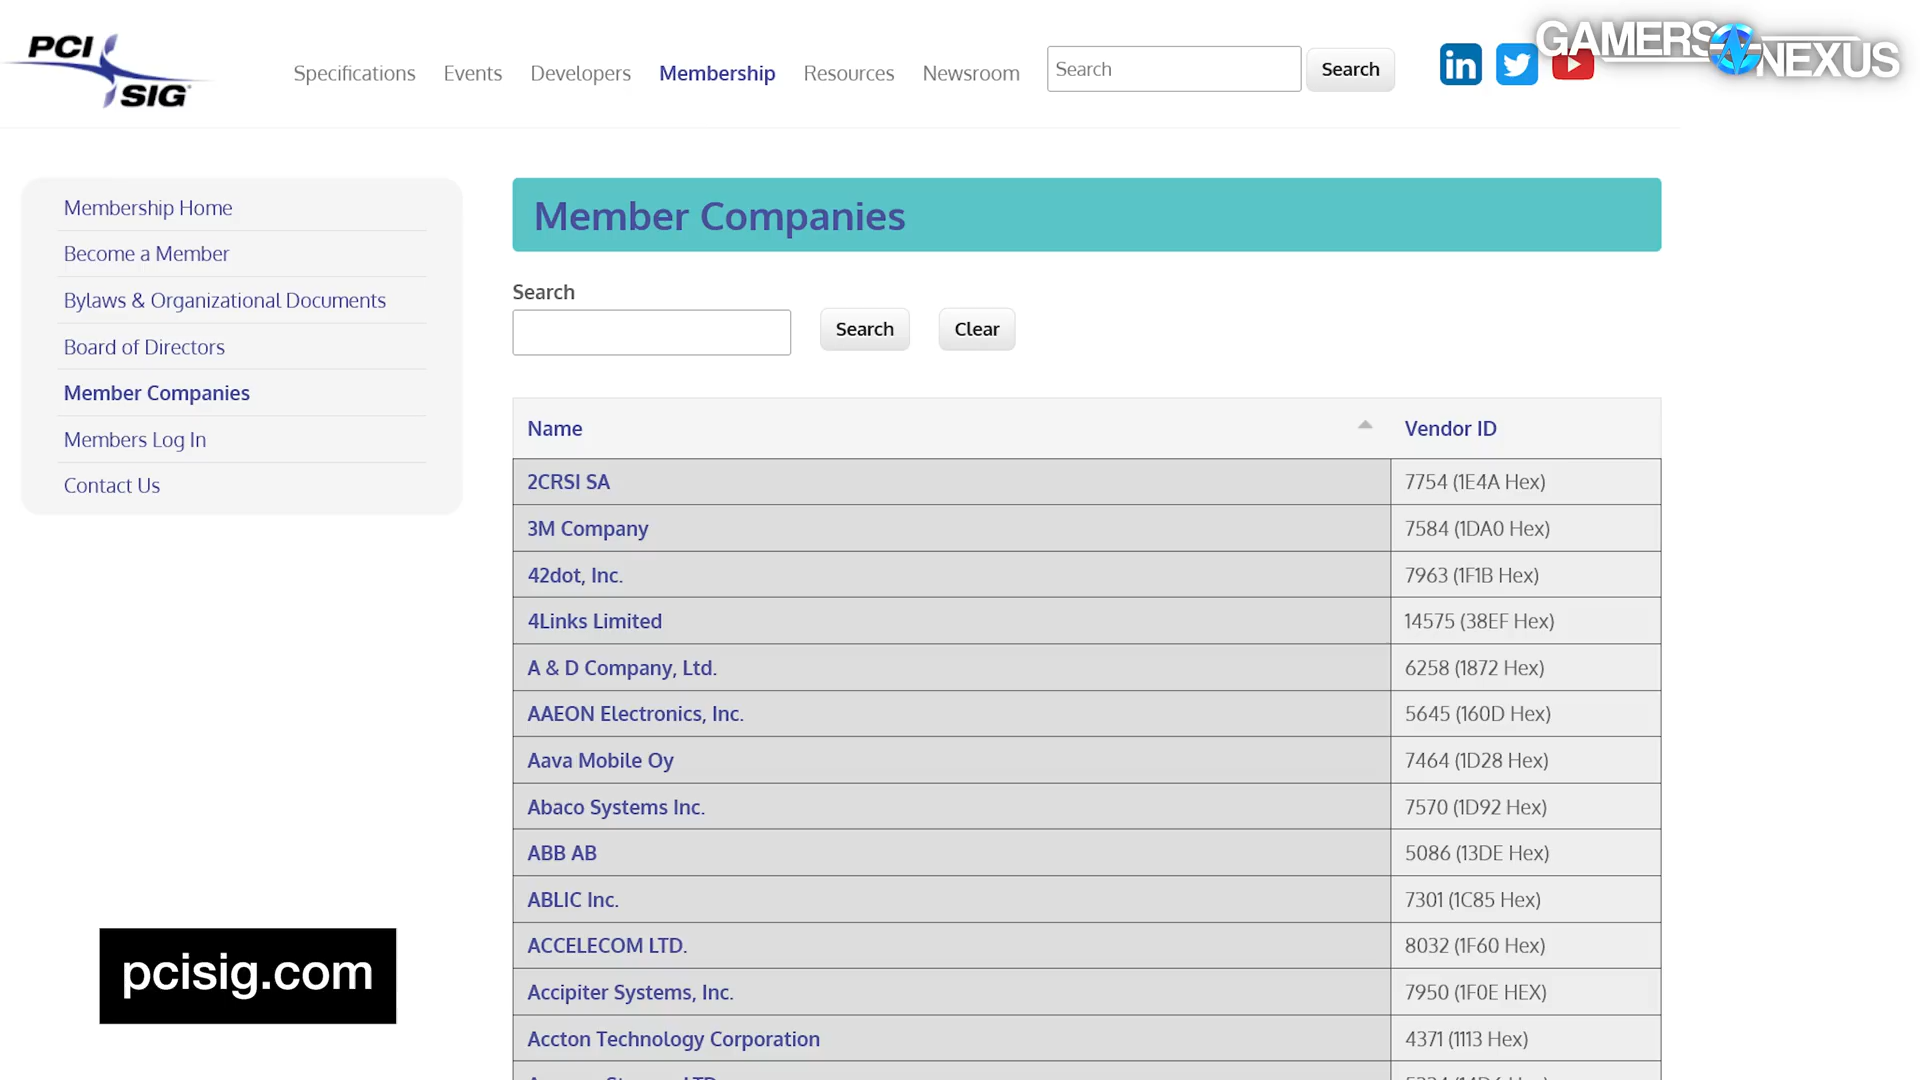 PCI
SIG
Specifications Events Developers Membership Resources Newsroom Search Search
in
GAMERS NEXUS
Membership Home
Become a Member
Bylaws & Organizational Documents
Board of Directors
Member Companies
Members Log In
Contact Us
Member Companies
Search
Search Clear
Name Vendor ID
2CRSI SA 7754 (1E4A Hex)
3M Company 7584 (1DA0 Hex)
42dot, Inc. 7963 (1F1B Hex)
4Links Limited 14575 (38EF Hex)
A & D Company, Ltd. 6258 (1872 Hex)
AAEON Electronics, Inc. 5645 (160D Hex)
Aava Mobile Oy 7464 (1D28 Hex)
Abaco Systems Inc. 7570 (1D92 Hex)
ABB AB 5086 (13DE Hex)
ABLIC Inc. 7301 (1C85 Hex)
ACCELECOM LTD. 8032 (1F60 Hex)
Accipiter Systems, Inc. 7950 (1F0E HEX)
Accton Technology Corporation 4371 (1113 Hex)
pcisig.com